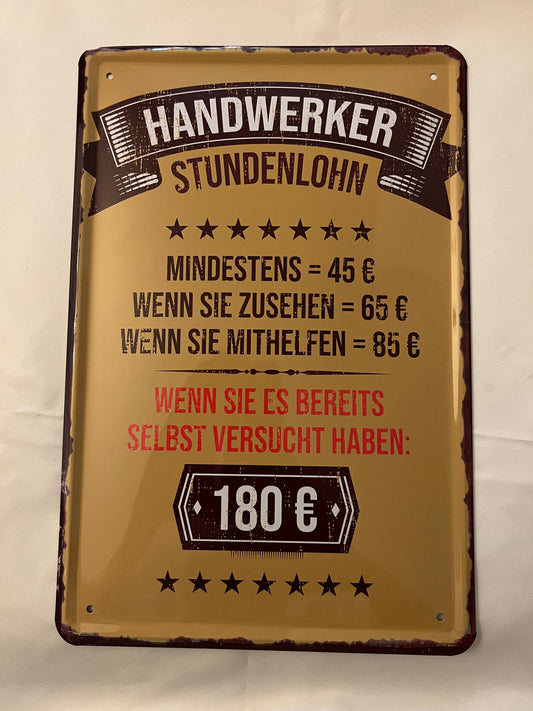 HANDWERKER
STUNDENLOHN
MINDESTENS = 45 €
WENN SIE ZUSEHEN = 65 €
WENN SIE MITHELFEN = 85 €
WENN SIE ES BEREITS
SELBST VERSUCHT HABEN:
180 €